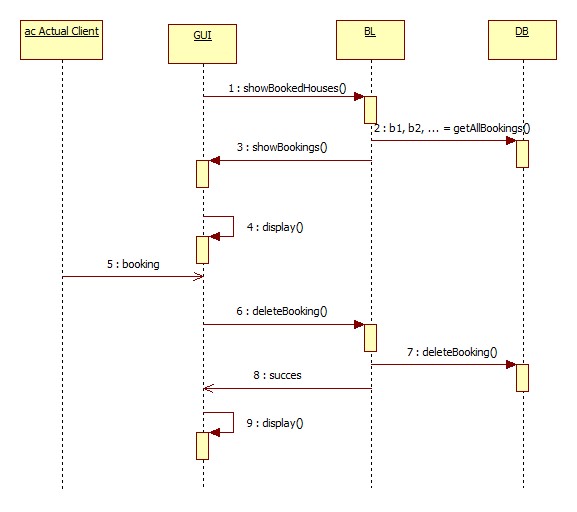 ac Actual Client
GUI
BL
DB
1 : showBookedHouses()
2 : b1, b2, ... = getAllBookings()
3 : showBookings()
4 : display()
5 : booking
6 : deleteBooking()
7 : deleteBooking()
8 : succes
9 : display()